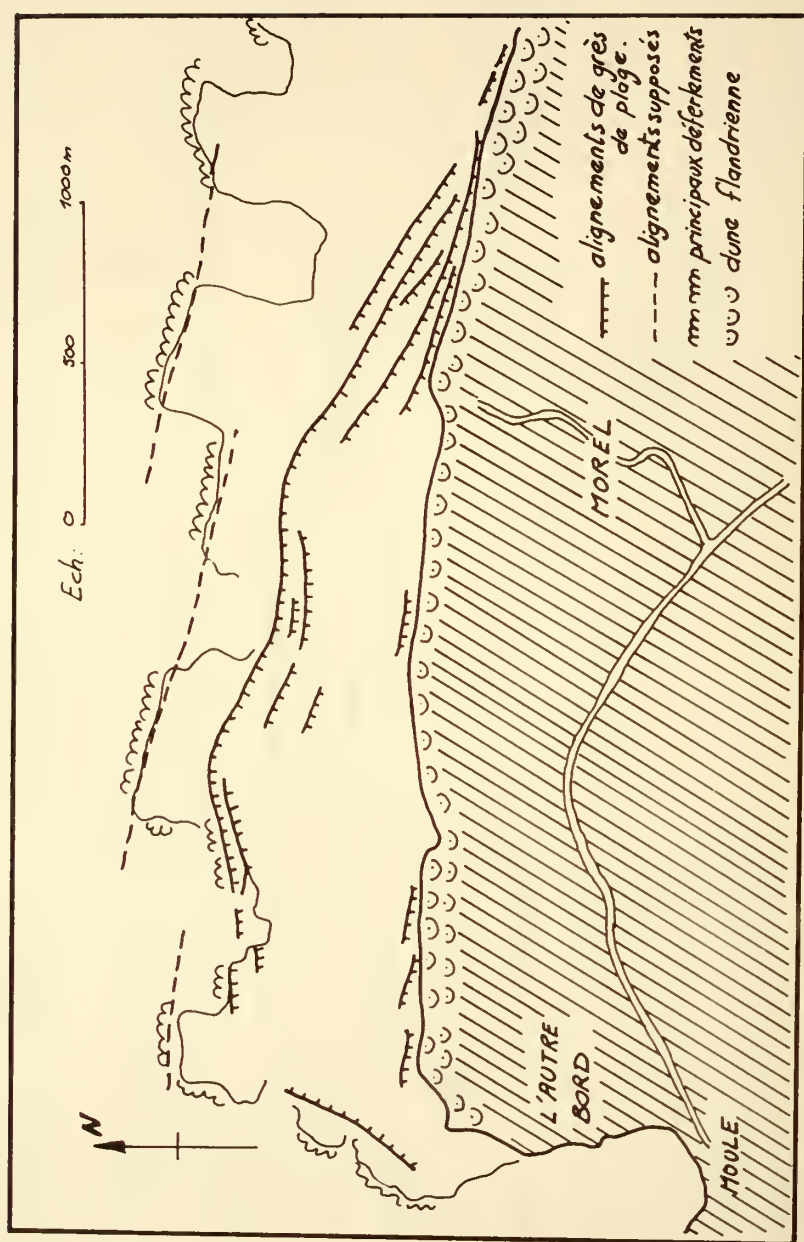 N
Ech: 0 500 1000m
L'AUTRE
BORD
MOULE
MOREL
alignements de grès
de plage.
alignements supposés
principaux déferlements
dune flandrienne